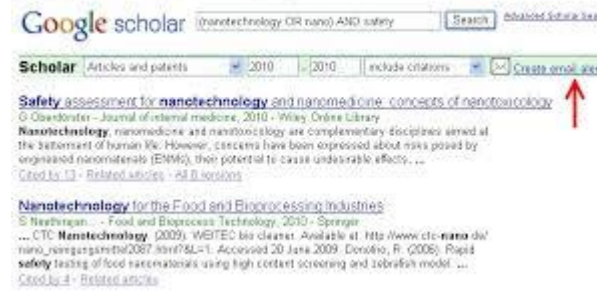 Google scholar (nanotechnology OR nano) AND safety Search Advanced Scholar Sea
Scholar Articles and patents 2010 - 2010 include citations Create email aler
Safety assessment for nanotechnology and nanomedicine: concepts of nanotoxicology
G Oberdörster - Journal of internal medicine, 2010 - Wiley Online Library
Nanotechnology, nanomedicine and nanotoxicology are complementary disciplines aimed at
the betterment of human life. However, concerns have been expressed about risks posed by
engineered nanomaterials (ENMs), their potential to cause undesirable effects, ...
Cited by 13 - Related articles - All 8 versions
Nanotechnology for the Food and Bioprocessing Industries
S Neethirajan... - Food and Bioprocess Technology, 2010 - Springer
... CTC Nanotechnology. (2009). WEITEC bio cleaner. Available at: http://www.ctc-nano.de/
Accessed 20 June 2009. Donofrio, R. (2006). Rapid
safety testing of food nanomaterials using high content screening and zebrafish model. ...
Cited by 4 - Related articles